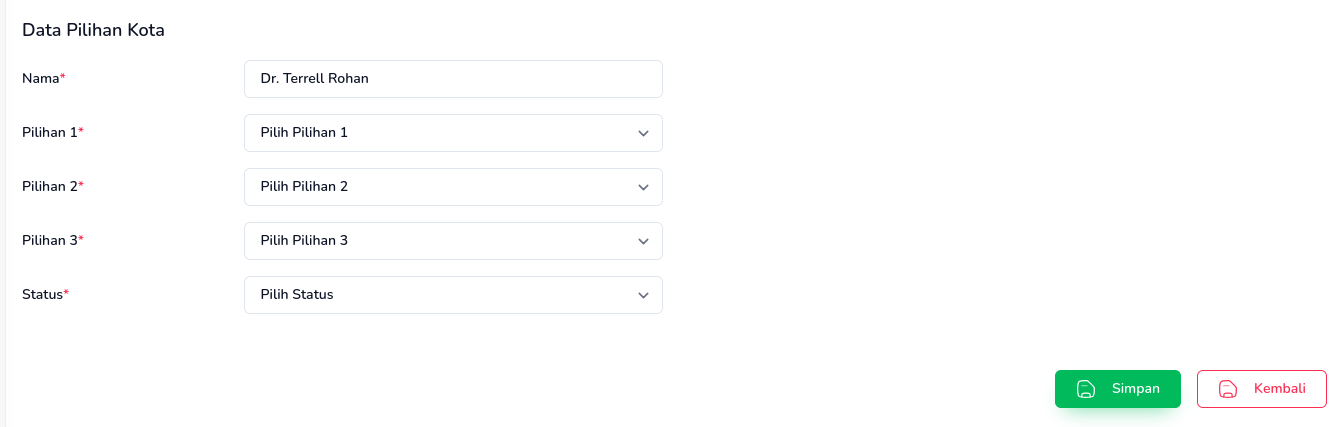 Data Pilihan Kota
Nama* Dr. Terrell Rohan
Pilihan 1* Pilih Pilihan 1
Pilihan 2* Pilih Pilihan 2
Pilihan 3* Pilih Pilihan 3
Status* Pilih Status
Simpan Kembali